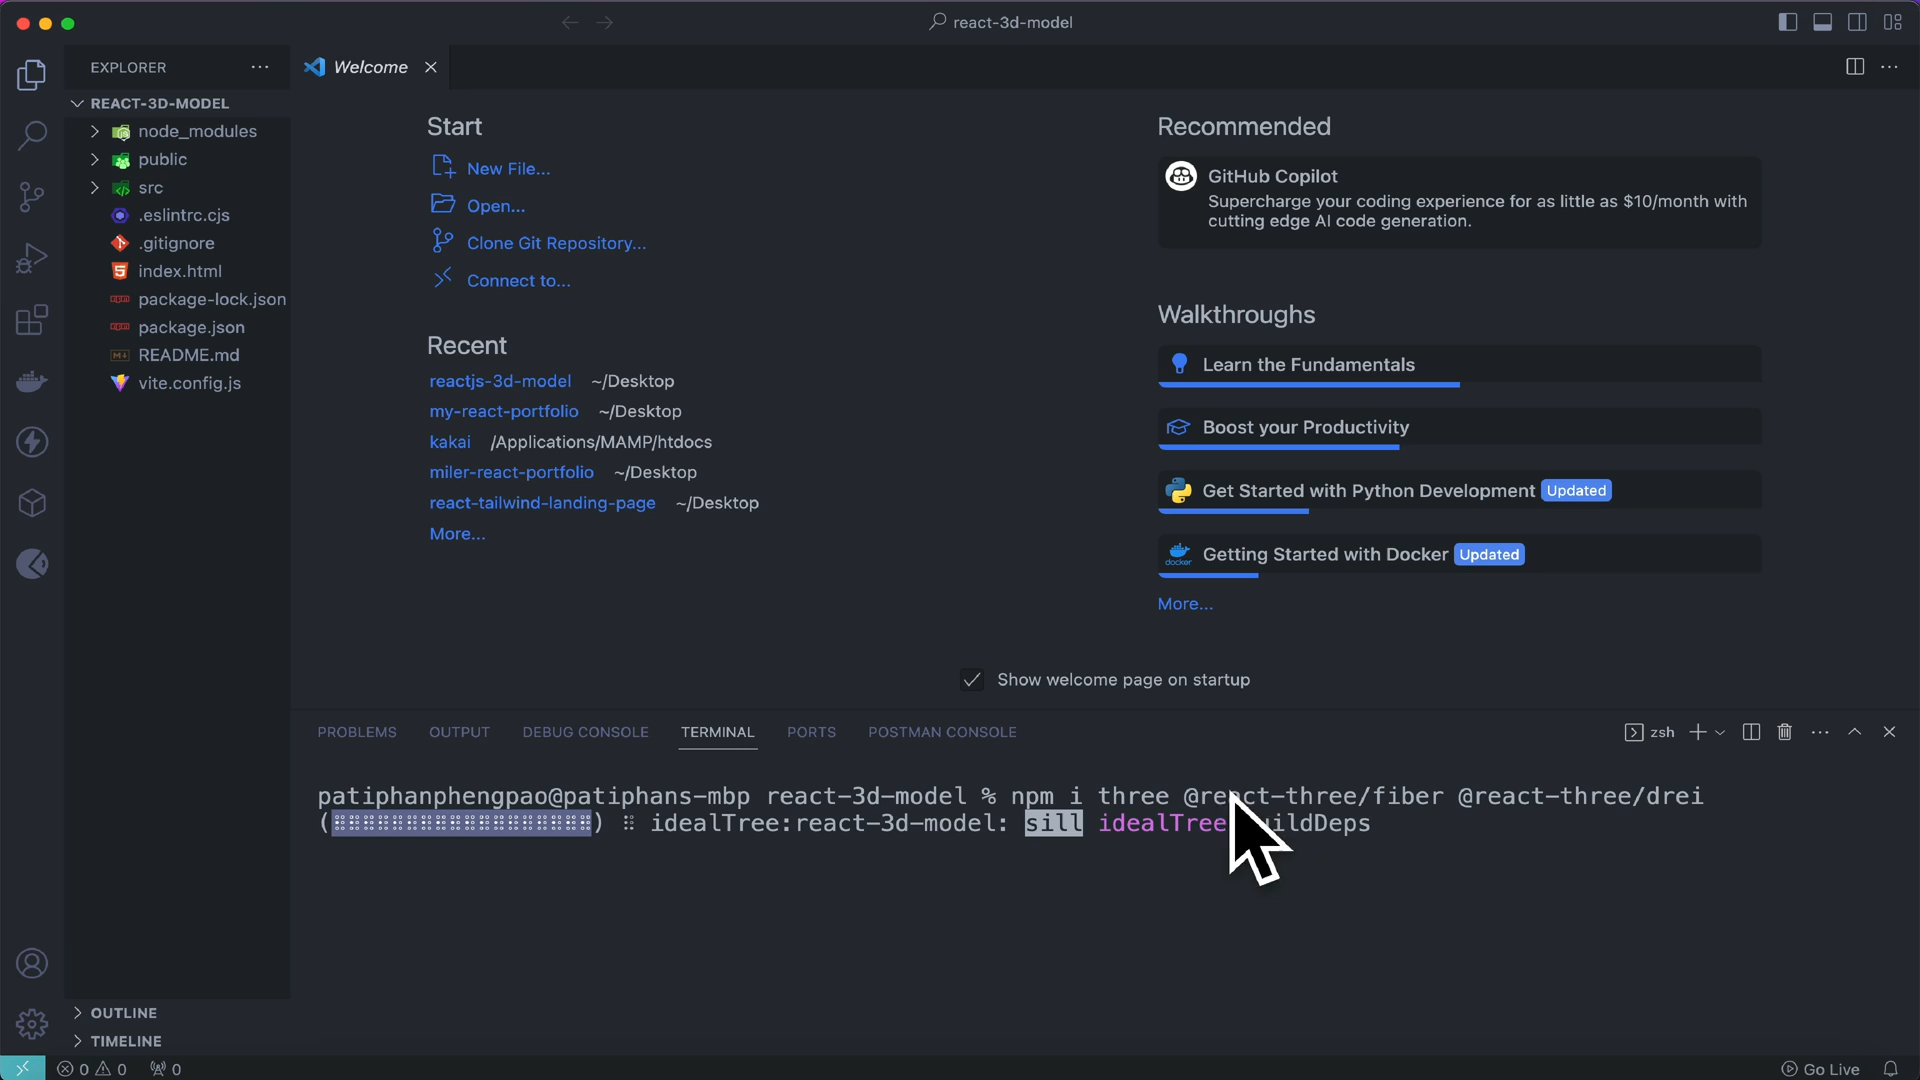 react-3d-model
EXPLORER
Welcome
REACT-3D-MODEL
node_modules
public
src
.eslintrc.cjs
.gitignore
index.html
package-lock.json
package.json
README.md
vite.config.js
OUTLINE
TIMELINE
Start
New File...
Open...
Clone Git Repository...
Connect to...
Recent
reactjs-3d-model ~/Desktop
my-react-portfolio ~/Desktop
kakai /Applications/MAMP/htdocs
miler-react-portfolio ~/Desktop
react-tailwind-landing-page ~/Desktop
More...
Recommended
GitHub Copilot
Supercharge your coding experience for as little as $10/month with
cutting edge AI code generation.
Walkthroughs
Learn the Fundamentals
Boost your Productivity
Get Started with Python Development Updated
docker
Getting Started with Docker Updated
More...
Show welcome page on startup
PROBLEMS OUTPUT DEBUG CONSOLE TERMINAL PORTS POSTMAN CONSOLE
zsh
patiphanphengpao@patiphans-mbp react-3d-model % npm i three @react-three/fiber @react-three/drei
idealTree:react-3d-model: sill idealTree
0 0 0
Go Live